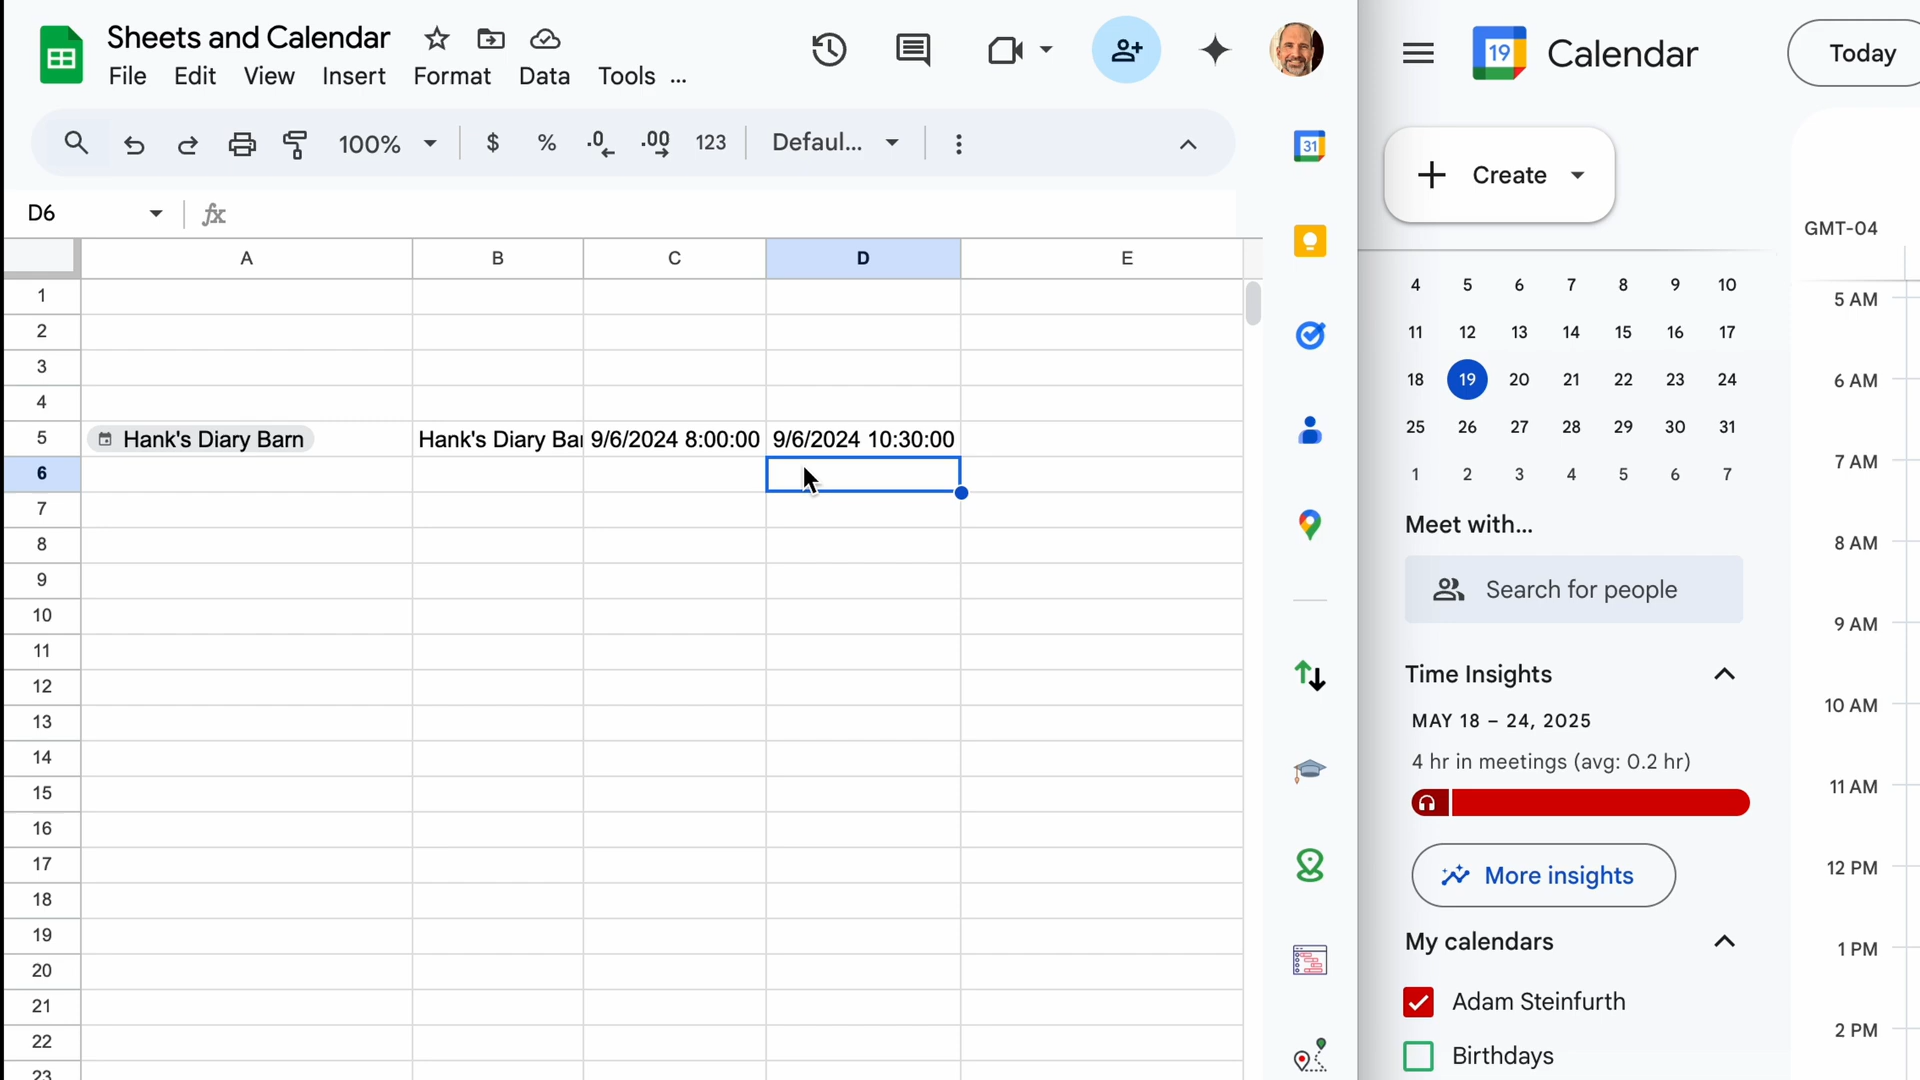 Sheets and Calendar
File Edit View Insert Format Data Tools ...
100% $ % .0 .00 123 Defaul...
D6 fx
A B C D E
1
2
3
4
5 Hank's Diary Barn Hank's Diary Bar 9/6/2024 8:00:00 9/6/2024 10:30:00
6
7
8
9
10
11
12
13
14
15
16
17
18
19
20
21
22
23
31
19 Calendar Today
Create
GMT-04
4 5 6 7 8 9 10
11 12 13 14 15 16 17
18 19 20 21 22 23 24
25 26 27 28 29 30 31
1 2 3 4 5 6 7
Meet with...
Search for people
Time Insights
MAY 18 – 24, 2025
4 hr in meetings (avg: 0.2 hr)
More insights
My calendars
Adam Steinfurth
Birthdays
5 AM
6 AM
7 AM
8 AM
9 AM
10 AM
11 AM
12 PM
1 PM
2 PM